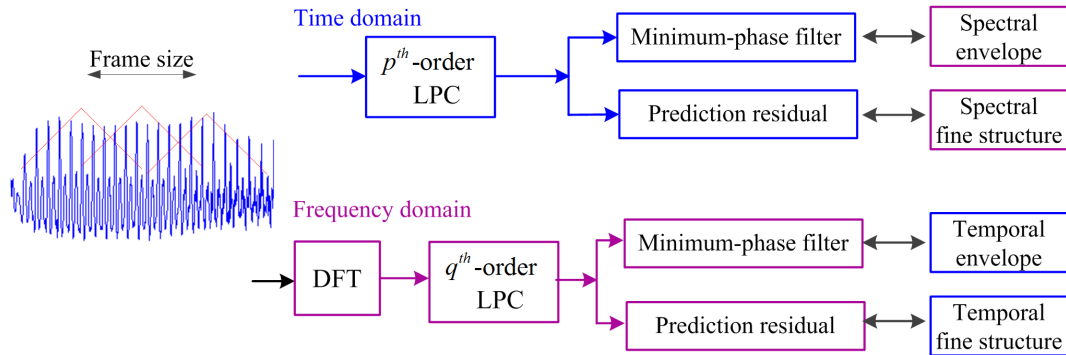 Time domain
Frame size
p^th-order
LPC
Minimum-phase filter
Spectral
envelope
Prediction residual
Spectral
fine structure
Frequency domain
DFT
q^th-order
LPC
Minimum-phase filter
Temporal
envelope
Prediction residual
Temporal
fine structure